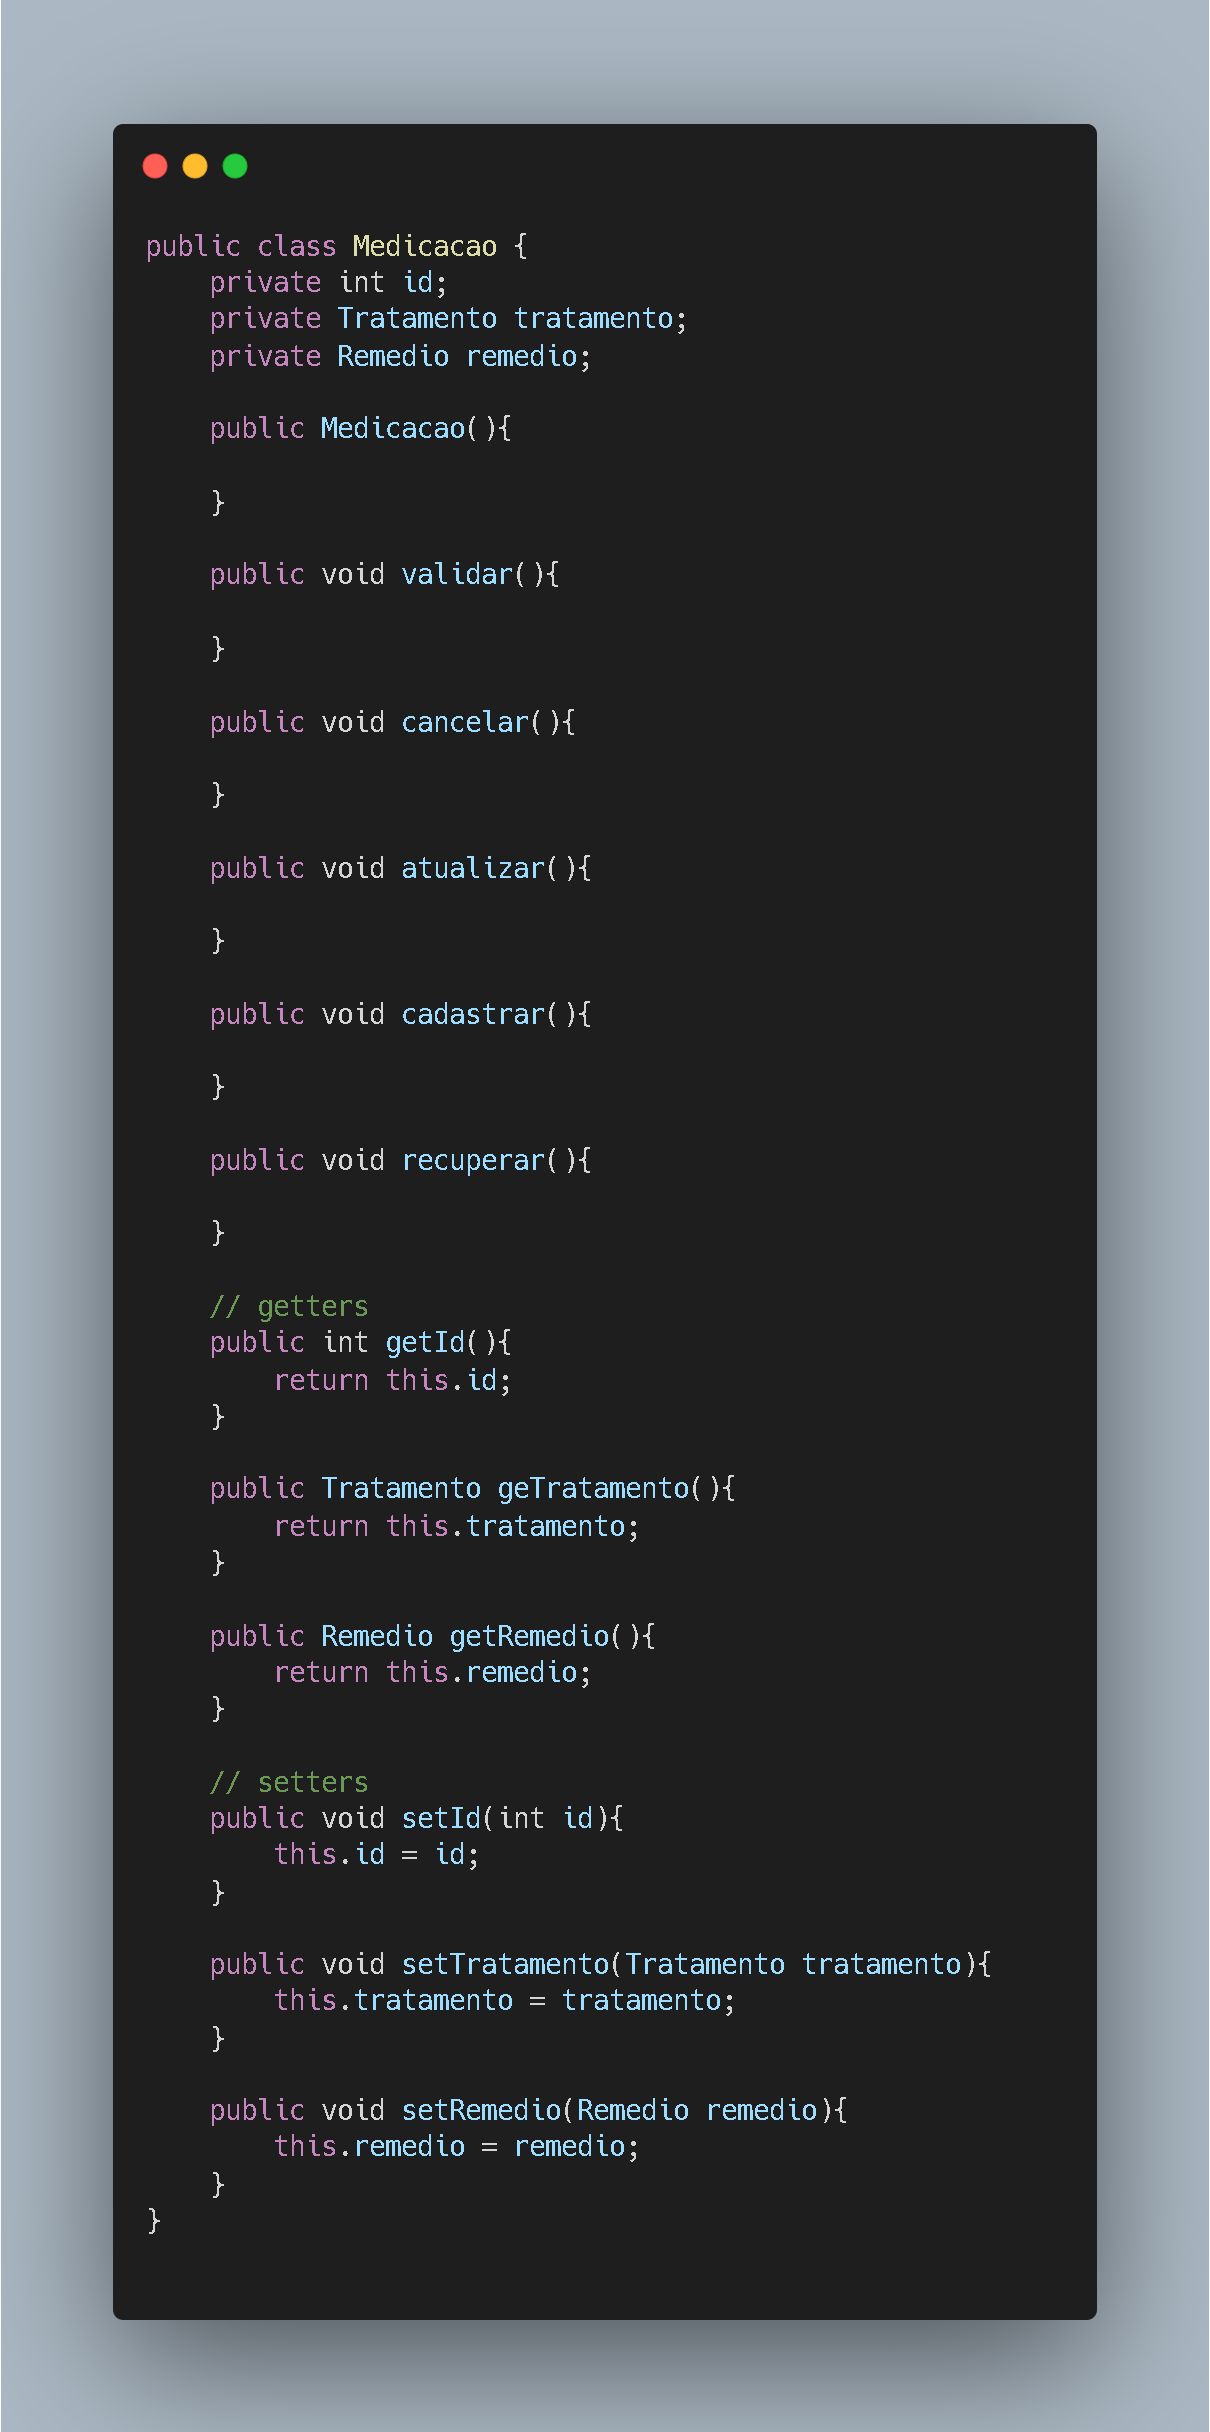 public class Medicacao {
    private int id;
    private Tratamento tratamento;
    private Remedio remedio;

    public Medicacao(){

    }

    public void validar(){

    }

    public void cancelar(){

    }

    public void atualizar(){

    }

    public void cadastrar(){

    }

    public void recuperar(){

    }

    // getters
    public int getId(){
        return this.id;
    }

    public Tratamento geTratamento(){
        return this.tratamento;
    }

    public Remedio getRemedio(){
        return this.remedio;
    }

    // setters
    public void setId(int id){
        this.id = id;
    }

    public void setTratamento(Tratamento tratamento){
        this.tratamento = tratamento;
    }

    public void setRemedio(Remedio remedio){
        this.remedio = remedio;
    }
}